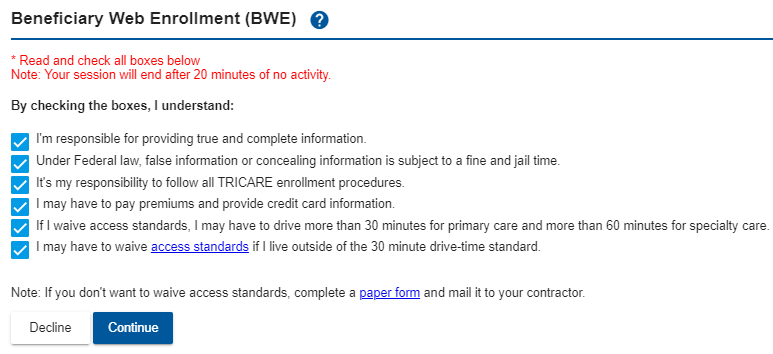 Beneficiary Web Enrollment (BWE) ?
* Read and check all boxes below
Note: Your session will end after 20 minutes of no activity.
By checking the boxes, I understand:
I'm responsible for providing true and complete information.
Under Federal law, false information or concealing information is subject to a fine and jail time.
It's my responsibility to follow all TRICARE enrollment procedures.
I may have to pay premiums and provide credit card information.
If I waive access standards, I may have to drive more than 30 minutes for primary care and more than 60 minutes for specialty care.
I may have to waive access standards if I live outside of the 30 minute drive-time standard.
Note: If you don't want to waive access standards, complete a paper form and mail it to your contractor.
Decline Continue